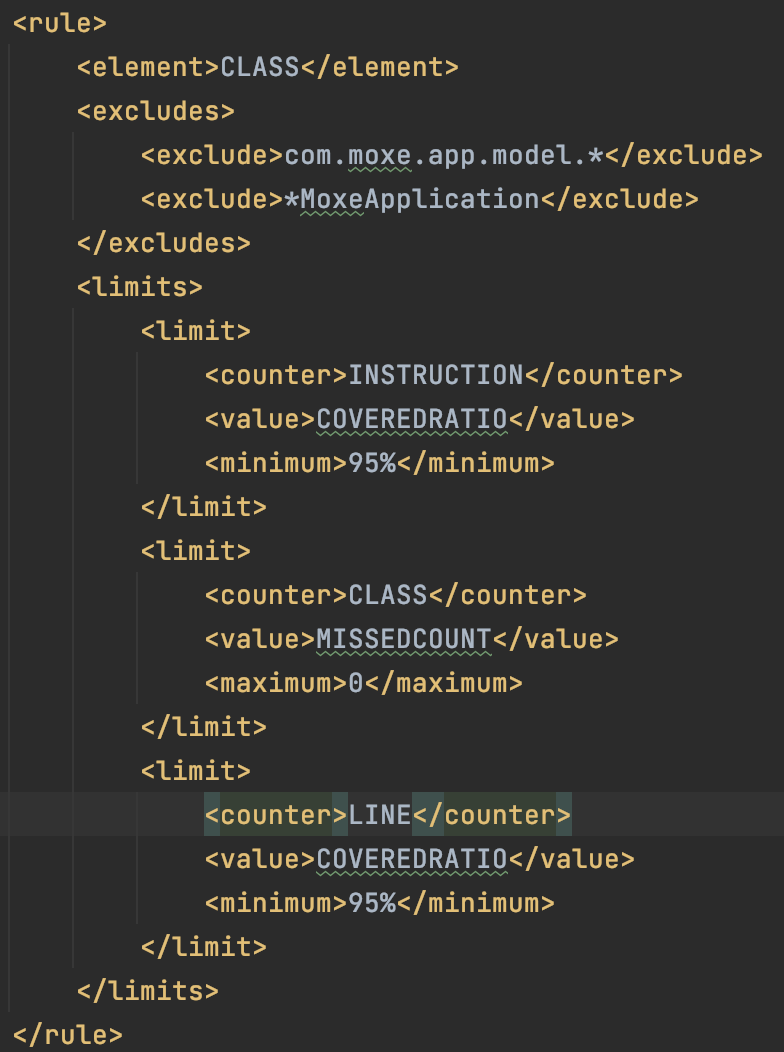 <rule>
<element>CLASS</element>
<excludes>
<exclude>com.moxe.app.model.*</exclude>
<exclude>*MoxeApplication</exclude>
</excludes>
<limits>
<limit>
<counter>INSTRUCTION</counter>
<value>COVEREDRATIO</value>
<minimum>95%</minimum>
</limit>
<limit>
<counter>CLASS</counter>
<value>MISSEDCOUNT</value>
<maximum>0</maximum>
</limit>
<limit>
<counter>LINE</counter>
<value>COVEREDRATIO</value>
<minimum>95%</minimum>
</limit>
</limits>
</rule>